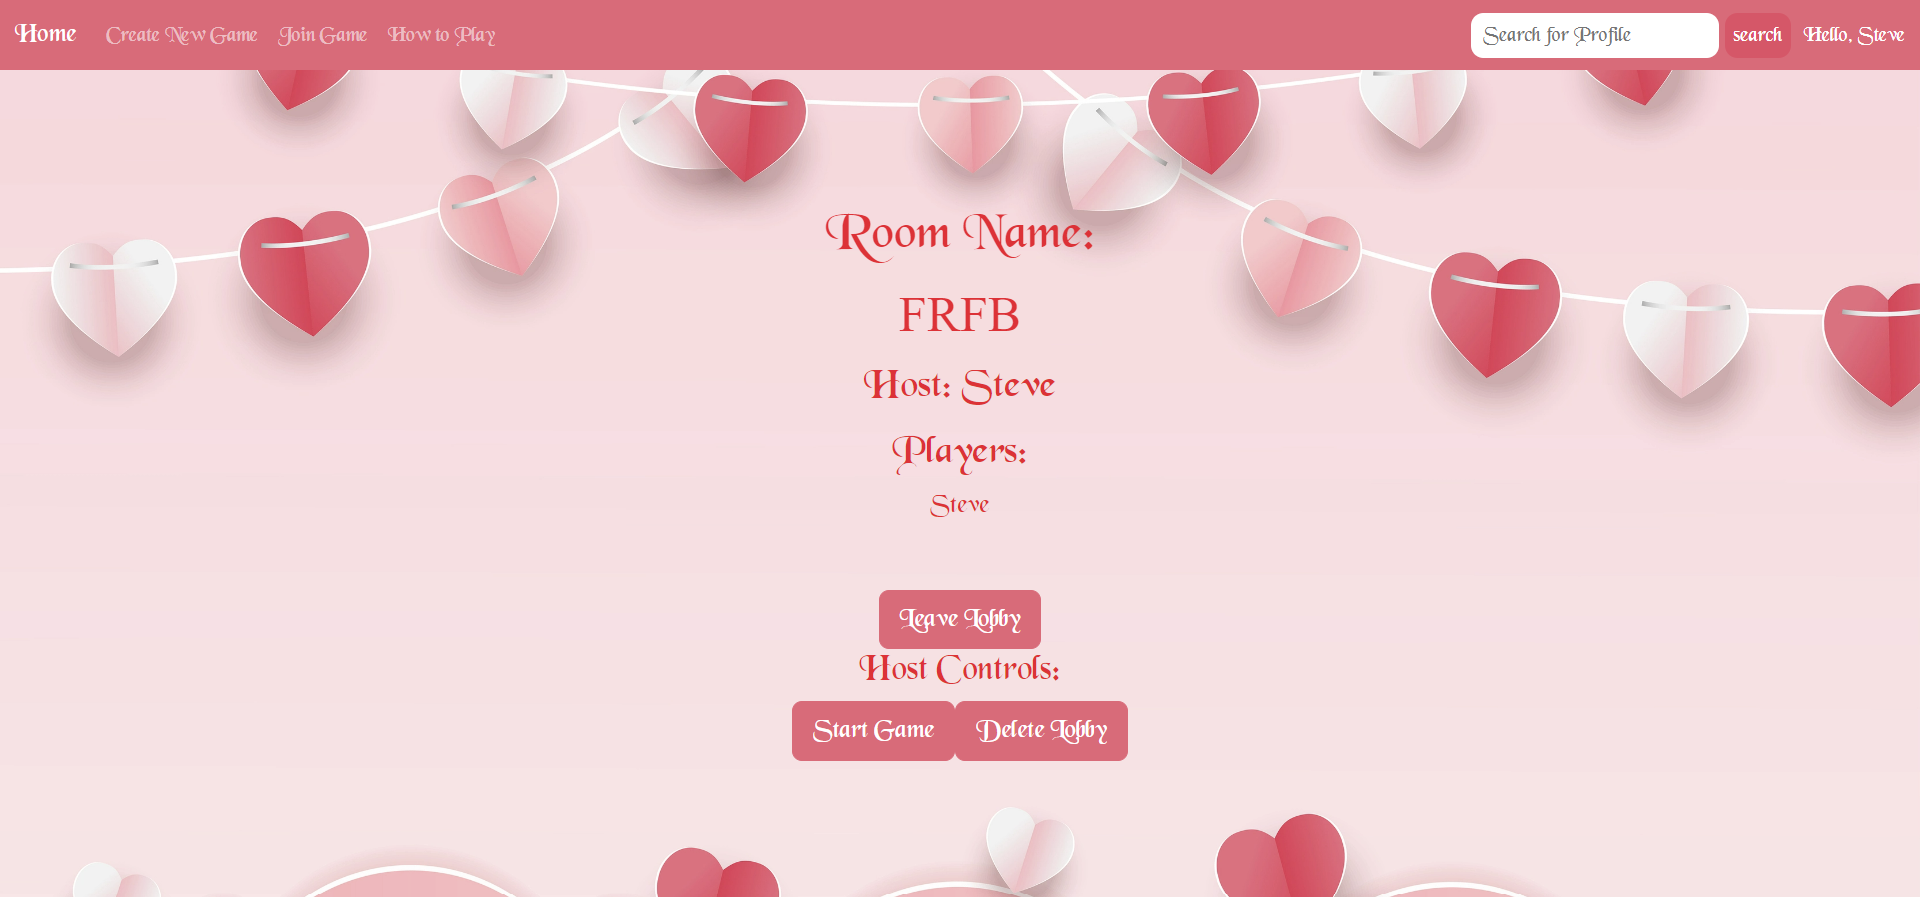 Home Create New Game Join Game How to Play Search for Profile search Hello, Steve
Room Name:
FRFB
Host: Steve
Players:
Steve
Leave Lobby
Host Controls:
Start Game Delete Lobby